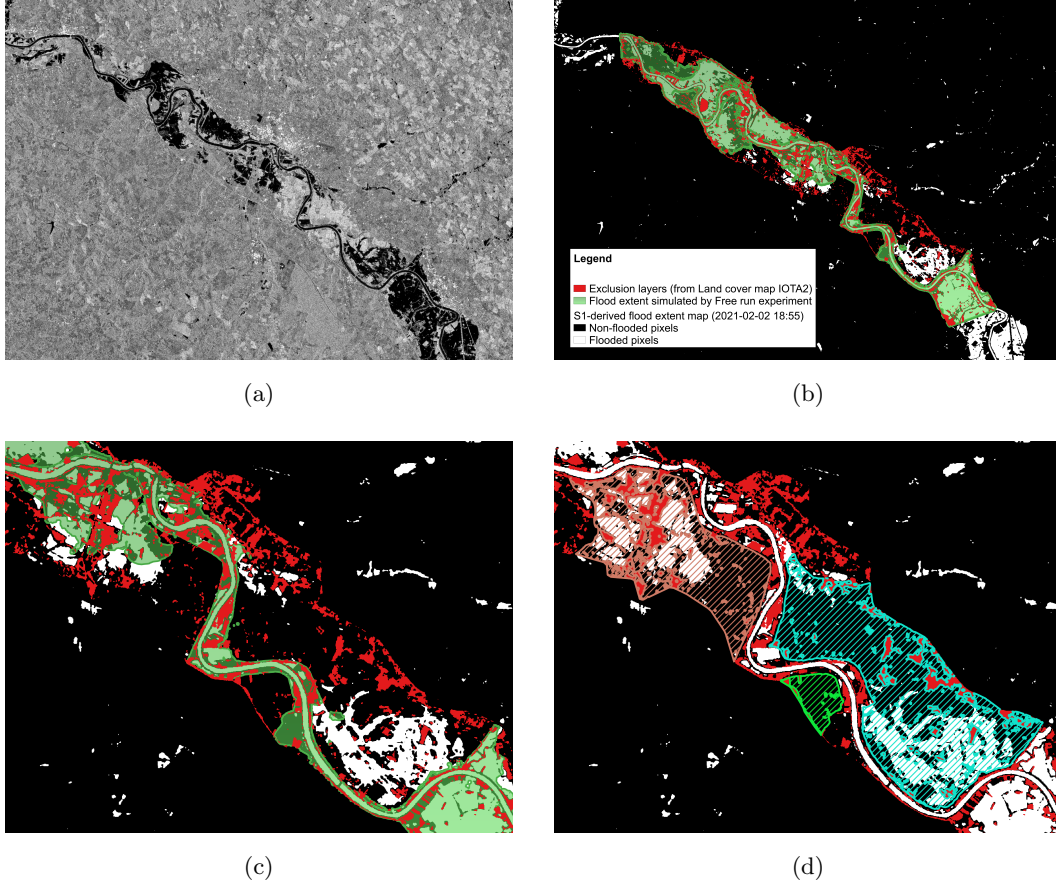 (a)
(b)
Legend
Exclusion layers (from Land cover map IOTA2)
Flood extent simulated by Free run experiment
S1-derived flood extent map (2021-02-02 18:55)
Non-flooded pixels
Flooded pixels
(c)
(d)